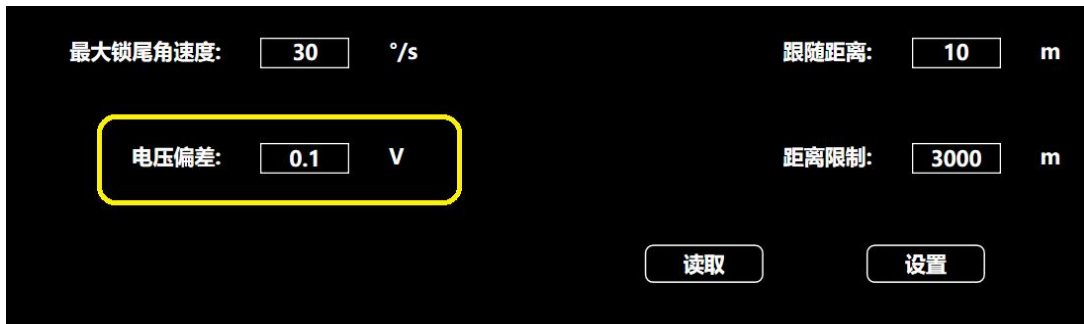 最大锁尾角速度: 30 °/s 跟随距离: 10 m
电压偏差: 0.1 V 距离限制: 3000 m
读取 设置